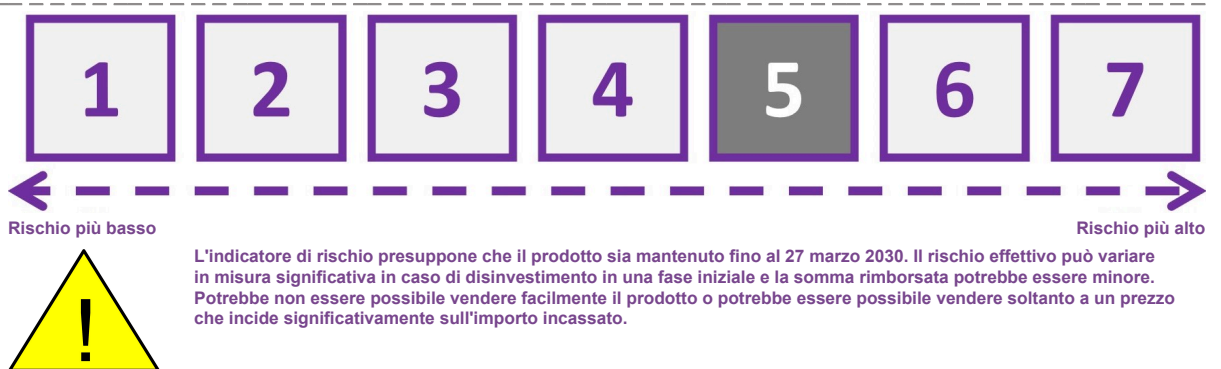 1 2 3 4 5 6 7
Rischio più basso Rischio più alto
!
L'indicatore di rischio presuppone che il prodotto sia mantenuto fino al 27 marzo 2030. Il rischio effettivo può variare
in misura significativa in caso di disinvestimento in una fase iniziale e la somma rimborsata potrebbe essere minore.
Potrebbe non essere possibile vendere facilmente il prodotto o potrebbe essere possibile vendere soltanto a un prezzo
che incide significativamente sull'importo incassato.